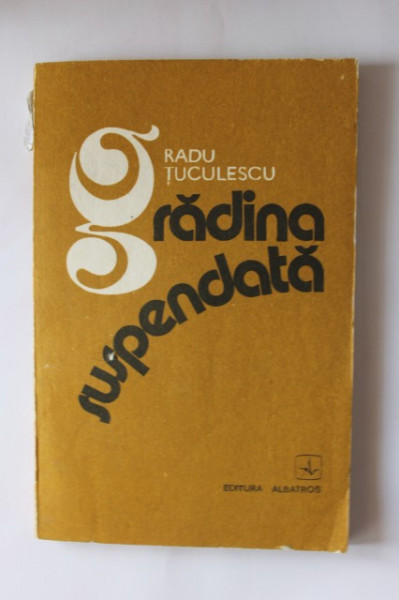 RADU
ȚUCULESCU
grădina
suspendată
EDITURA ALBATROS